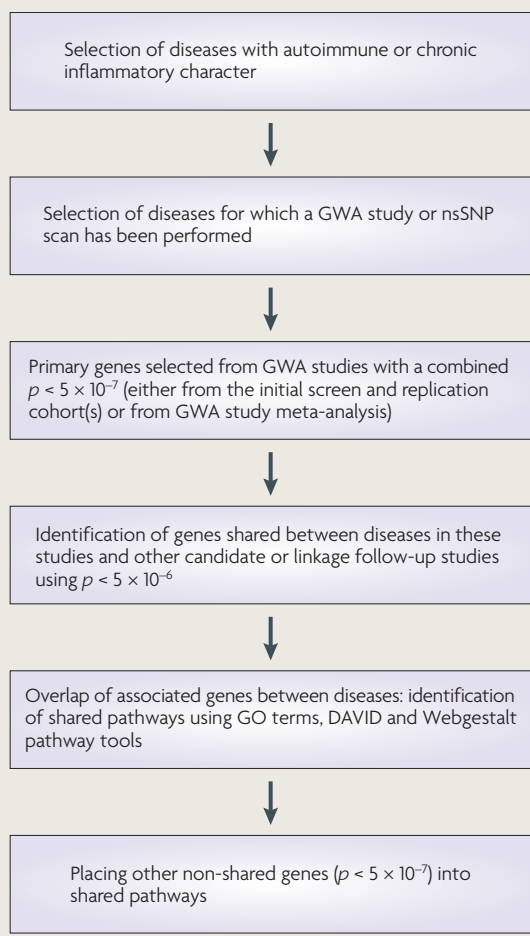 Selection of diseases with autoimmune or chronic
inflammatory character
Selection of diseases for which a GWA study or nsSNP
scan has been performed
Primary genes selected from GWA studies with a combined
p < 5 × 10⁻⁷ (either from the initial screen and replication
cohort(s) or from GWA study meta-analysis)
Identification of genes shared between diseases in these
studies and other candidate or linkage follow-up studies
using p < 5 × 10⁻⁶
Overlap of associated genes between diseases: identification
of shared pathways using GO terms, DAVID and Webgestalt
pathway tools
Placing other non-shared genes (p < 5 × 10⁻⁷) into
shared pathways